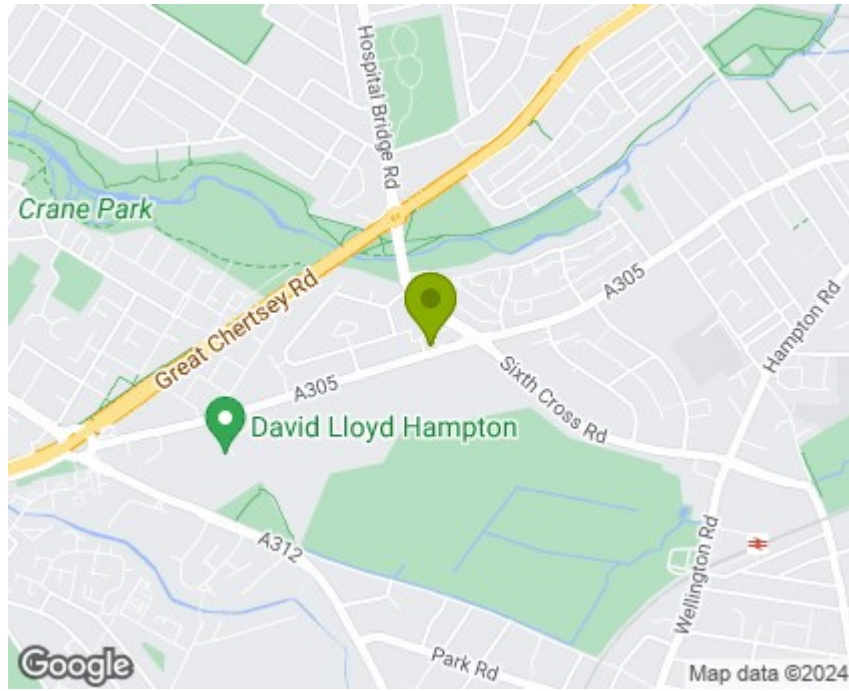 Hospital Bridge Rd
Crane Park
A305
Great Chertsey Rd
Hampton Rd
A305
Sixth Cross Rd
David Lloyd Hampton
A312
Wellington Rd
Park Rd
Google
Map data ©2024